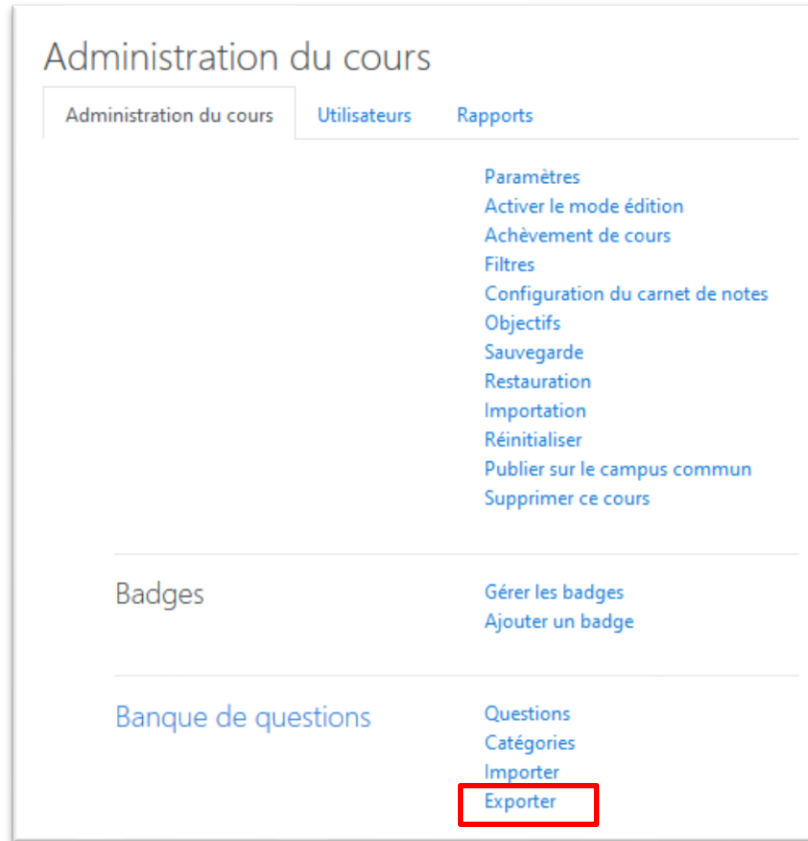 Administration du cours
Administration du cours Utilisateurs Rapports
Paramètres
Activer le mode édition
Achèvement de cours
Filtres
Configuration du carnet de notes
Objectifs
Sauvegarde
Restauration
Importation
Réinitialiser
Publier sur le campus commun
Supprimer ce cours
Badges Gérer les badges
Ajouter un badge
Banque de questions Questions
Catégories
Importer
Exporter